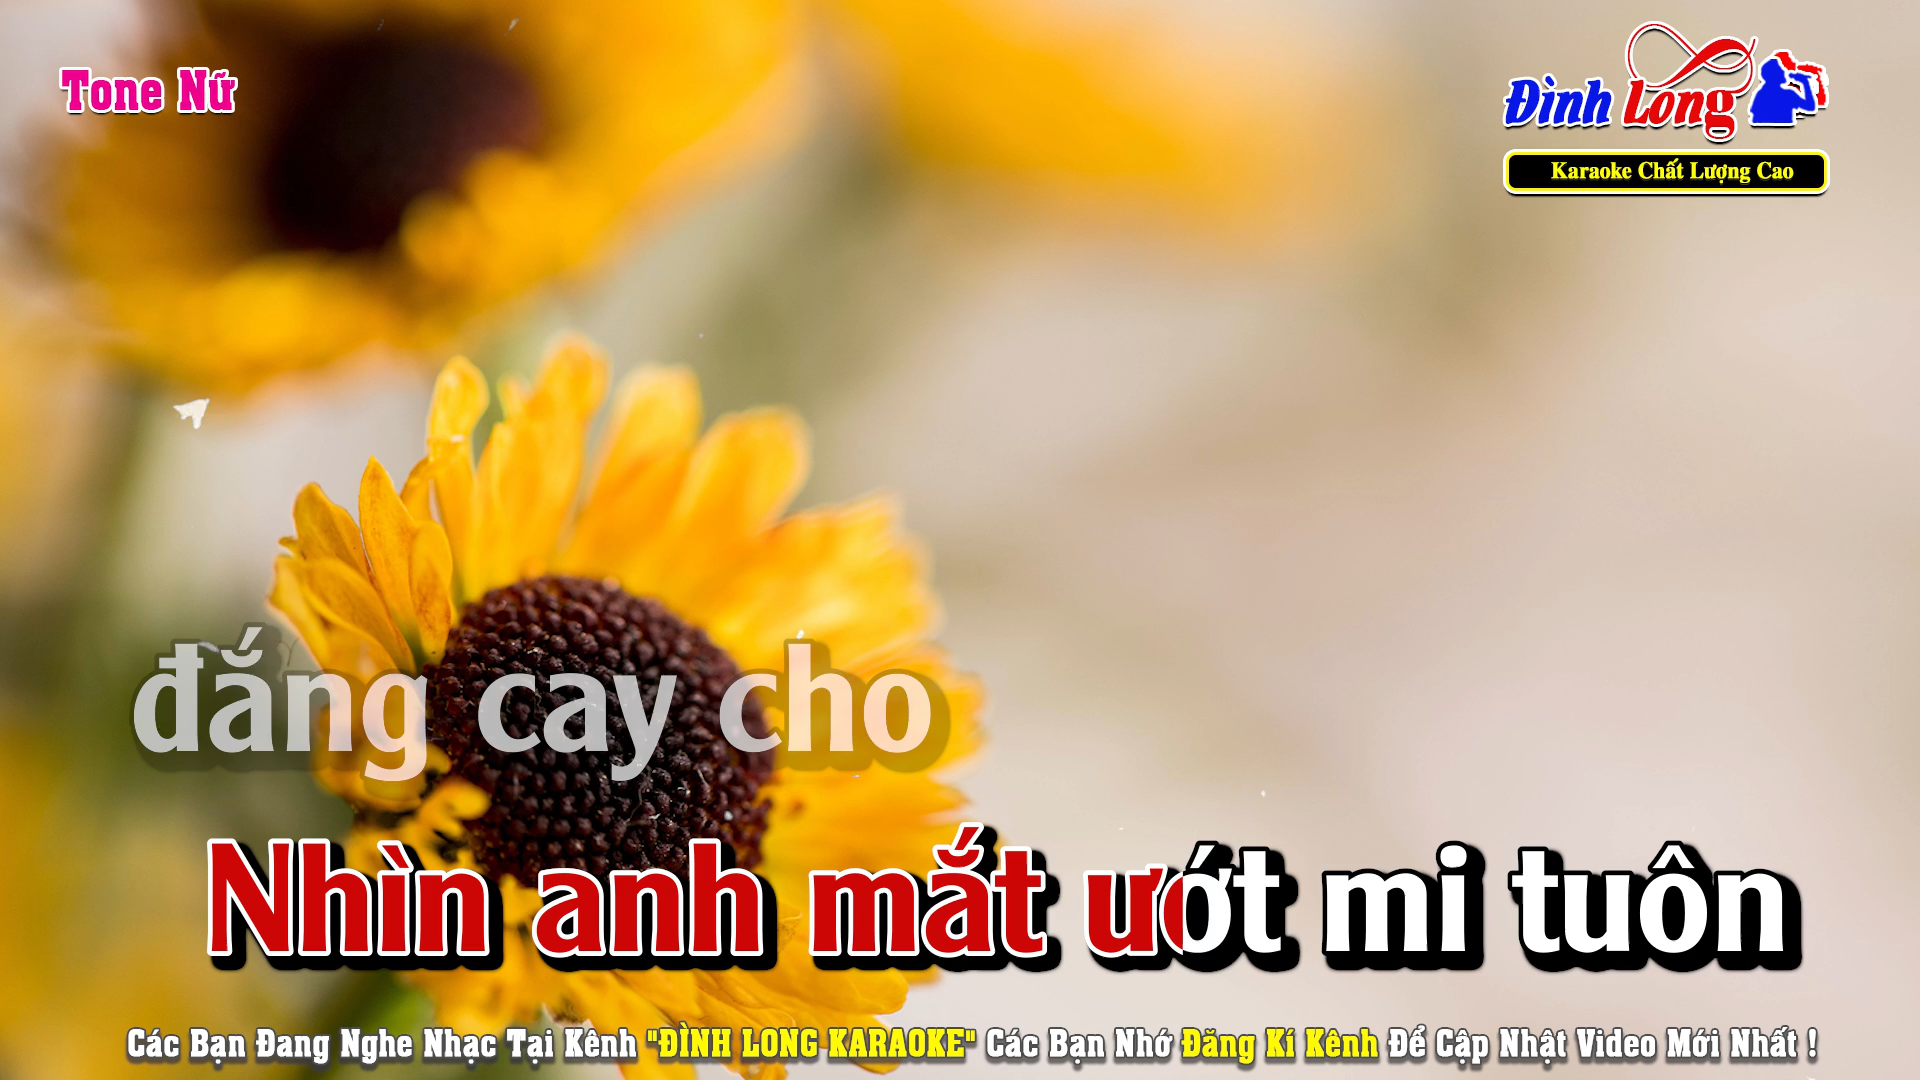 Tone Nữ
Đình Long
Karaoke Chất Lượng Cao
đắng cay cho
Nhìn anh mắt ướt mi tuôn
Các Bạn Đang Nghe Nhạc Tại Kênh "ĐÌNH LONG KARAOKE" Các Bạn Nhớ Đăng Kí Kênh Để Cập Nhật Video Mới Nhất !